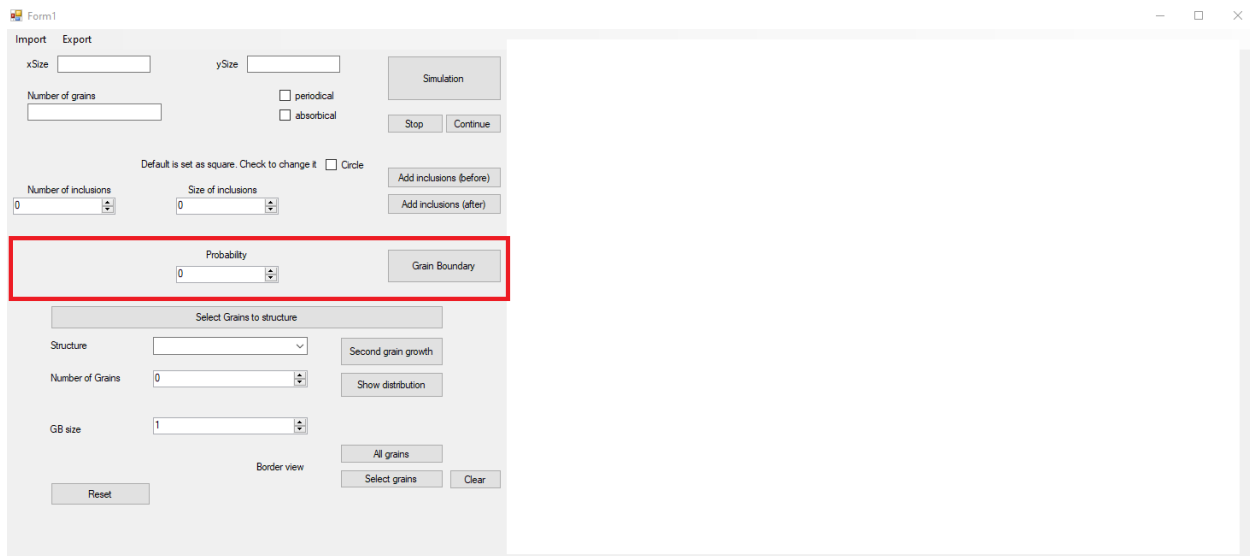 Form1
Import Export
xSize ySize
Simulation
Number of grains
periodical
absorbical
Stop Continue
Default is set as square. Check to change it Circle
Add inclusions (before)
Number of inclusions Size of inclusions
0 0
Add inclusions (after)
Probability
0
Grain Boundary
Select Grains to structure
Structure
Second grain growth
Number of Grains 0
Show distribution
GB size 1
All grains
Border view
Select grains Clear
Reset